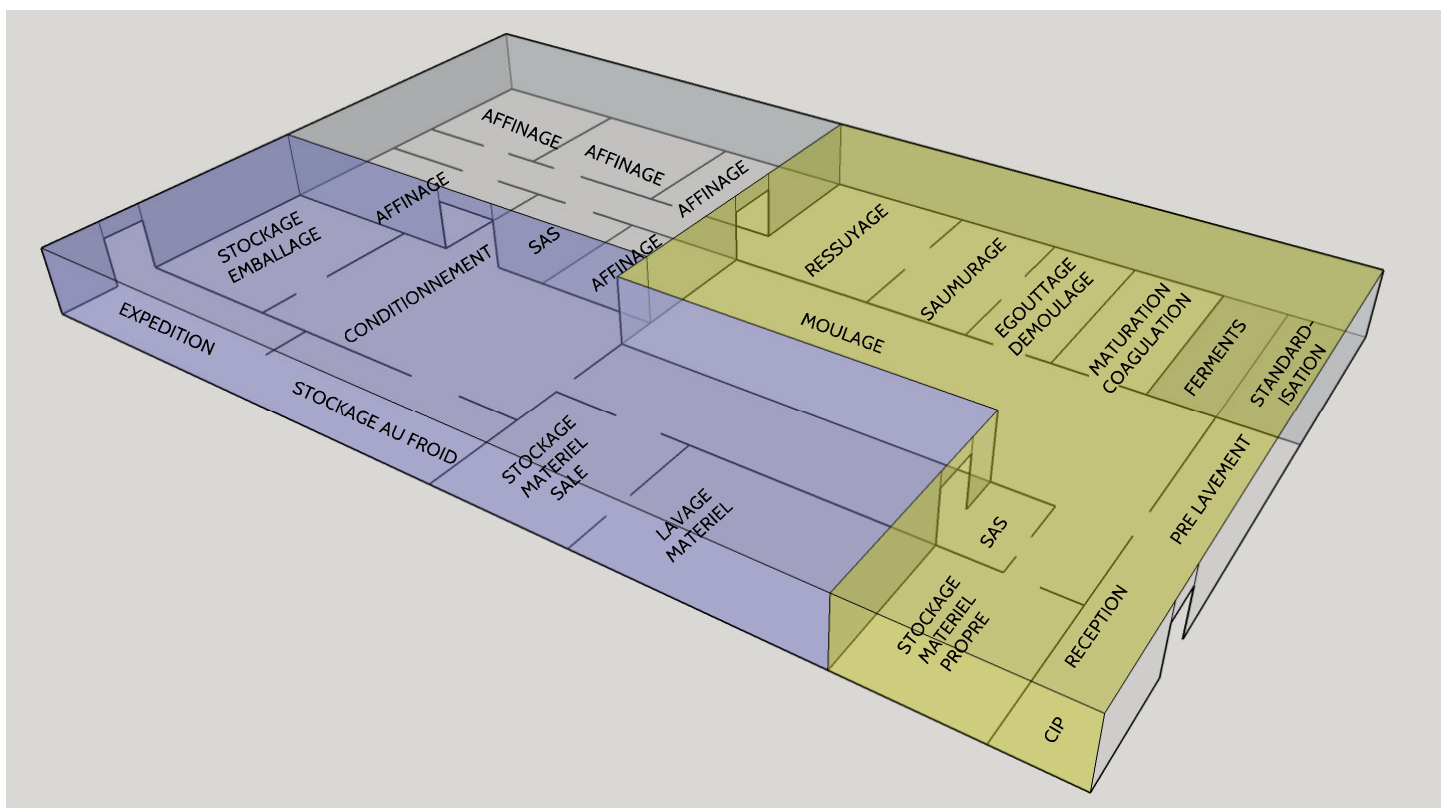 AFFINAGE
AFFINAGE
AFFINAGE
AFFINAGE
STOCKAGE
EMBALLAGE
SAS
AFFINAGE
CONDITIONNEMENT
EXPEDITION
STOCKAGE AU FROID
STOCKAGE
MATERIEL
SALE
LAVAGE
MATERIEL
RESSUYAGE
SAUMURAGE
EGOUTTAGE
DEMOULAGE
MATURATION
COAGULATION
FERMENTS
STANDARD-
ISATION
MOULAGE
PRE LAVEMENT
SAS
STOCKAGE
MATERIEL
PROPRE
RECEPTION
CIP